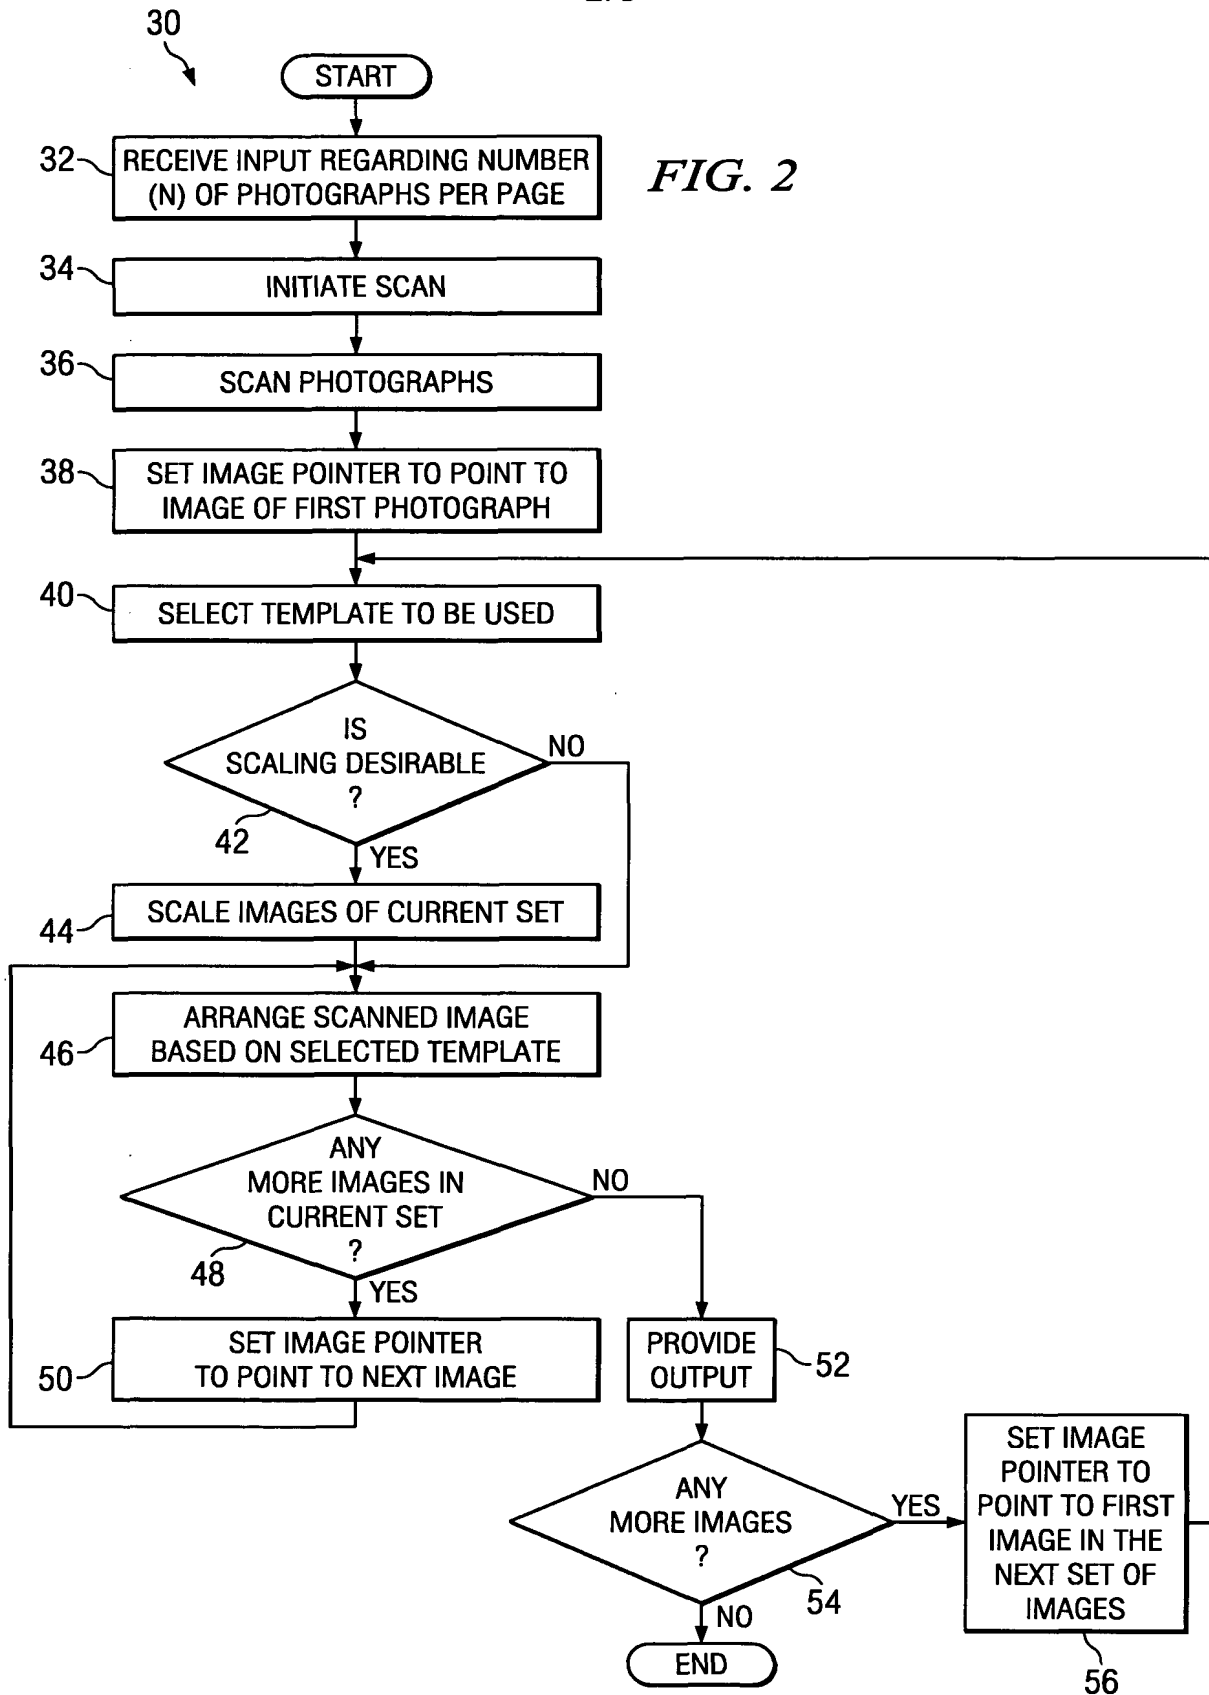 30
START
32
RECEIVE INPUT REGARDING NUMBER
(N) OF PHOTOGRAPHS PER PAGE
FIG. 2
34
INITIATE SCAN
36
SCAN PHOTOGRAPHS
38
SET IMAGE POINTER TO POINT TO
IMAGE OF FIRST PHOTOGRAPH
40
SELECT TEMPLATE TO BE USED
IS
SCALING DESIRABLE
?
NO
42
YES
44
SCALE IMAGES OF CURRENT SET
46
ARRANGE SCANNED IMAGE
BASED ON SELECTED TEMPLATE
ANY
MORE IMAGES IN
CURRENT SET
?
NO
48
YES
50
SET IMAGE POINTER
TO POINT TO NEXT IMAGE
PROVIDE
OUTPUT
52
ANY
MORE IMAGES
?
YES
54
NO
SET IMAGE
POINTER TO
POINT TO FIRST
IMAGE IN THE
NEXT SET OF
IMAGES
56
END